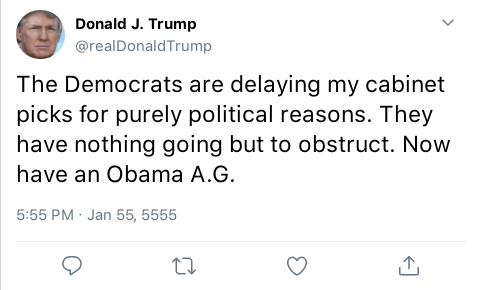 Donald J. Trump
@realDonaldTrump
The Democrats are delaying my cabinet
picks for purely political reasons. They
have nothing going but to obstruct. Now
have an Obama A.G.
5:55 PM · Jan 55, 5555